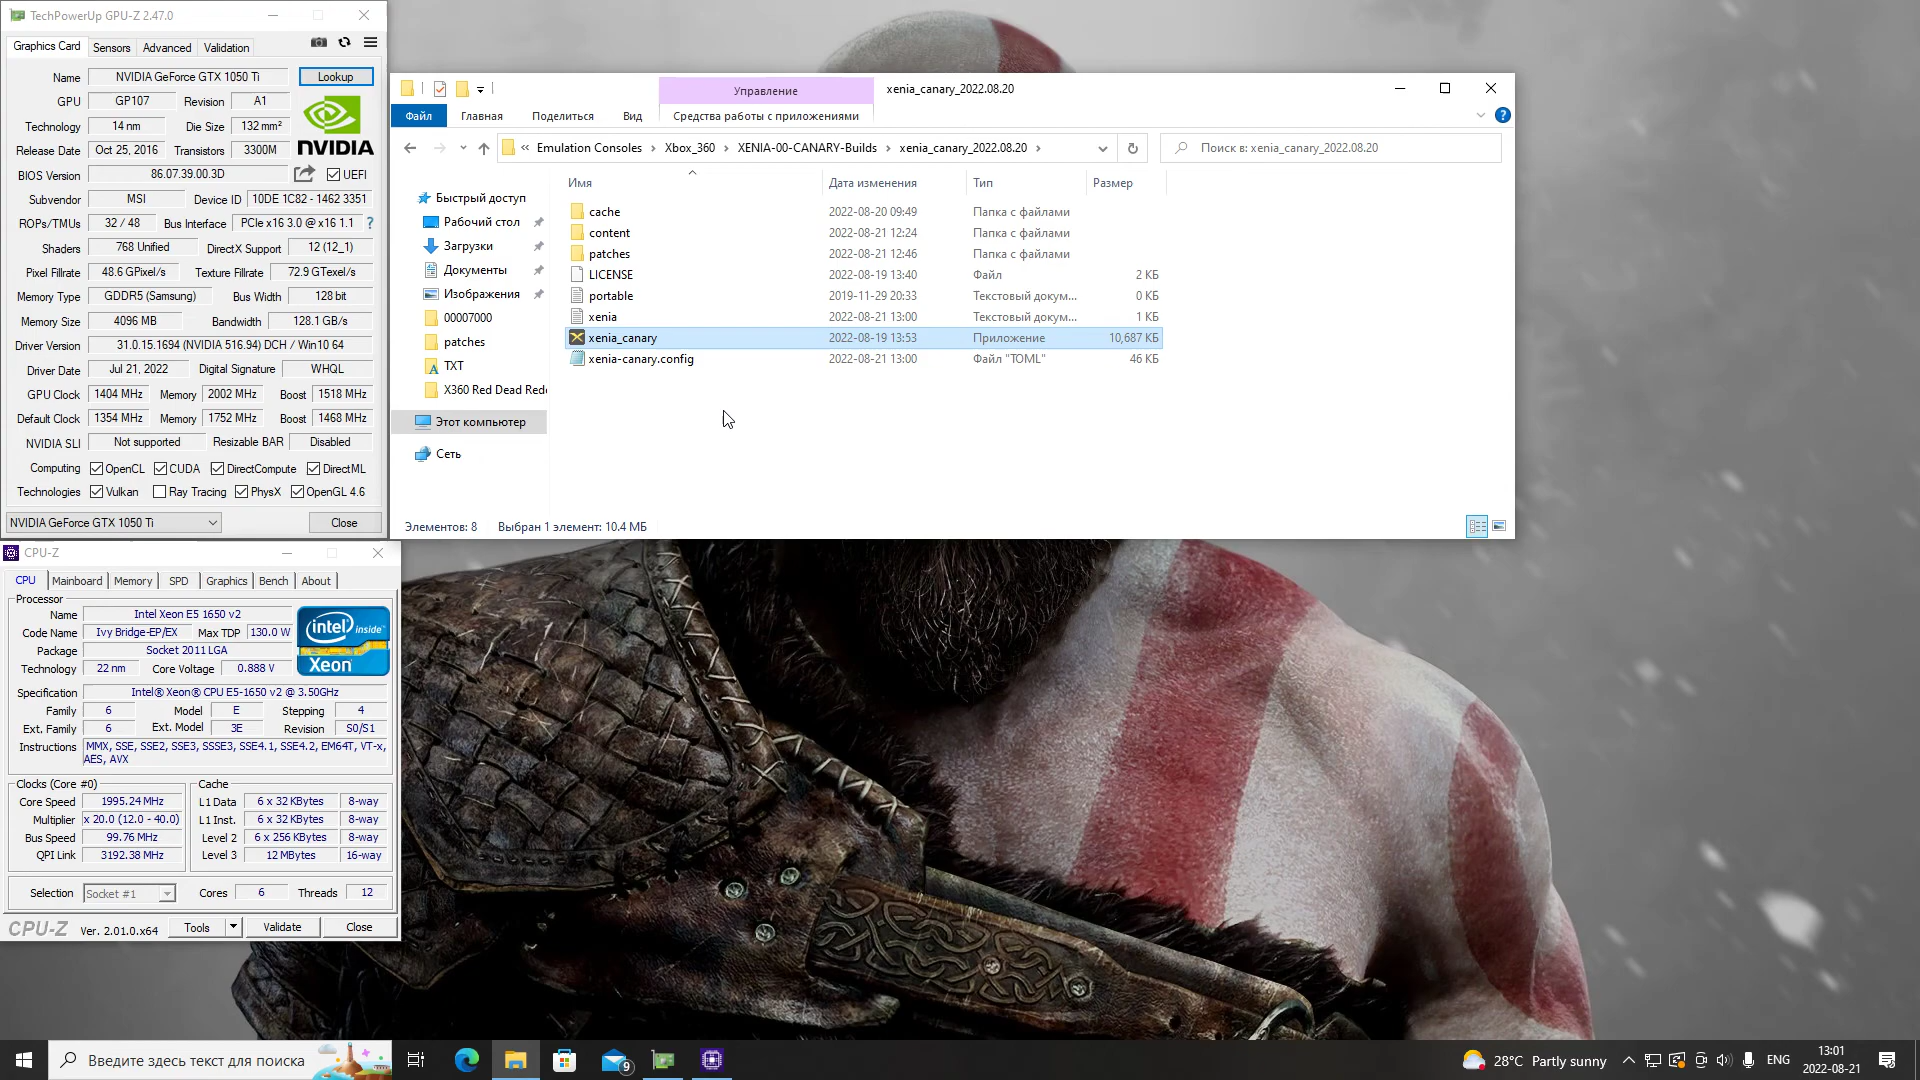 TechPowerUp GPU-Z 2.47.0
Graphics Card Sensors Advanced Validation
Name NVIDIA GeForce GTX 1050 Ti Lookup
GPU GP107 Revision A1
Technology 14 nm Die Size 132 mm²
Release Date Oct 25, 2016 Transistors 3300M
NVIDIA
BIOS Version 86.07.39.00.3D UEFI
Subvendor MSI Device ID 10DE 1C82 - 1462 3351
ROPs/TMUs 32 / 48 Bus Interface PCIe x16 3.0 @ x16 1.1 ?
Shaders 768 Unified DirectX Support 12 (12_1)
Pixel Fillrate 48.6 GPixel/s Texture Fillrate 72.9 GTexel/s
Memory Type GDDR5 (Samsung) Bus Width 128 bit
Memory Size 4096 MB Bandwidth 128.1 GB/s
Driver Version 31.0.15.1694 (NVIDIA 516.94) DCH / Win10 64
Driver Date Jul 21, 2022 Digital Signature WHQL
GPU Clock 1404 MHz Memory 2002 MHz Boost 1518 MHz
Default Clock 1354 MHz Memory 1752 MHz Boost 1468 MHz
NVIDIA SLI Not supported Resizable BAR Disabled
Computing OpenCL CUDA DirectCompute DirectML
Technologies Vulkan Ray Tracing PhysX OpenGL 4.6
NVIDIA GeForce GTX 1050 Ti Close
Управление xenia_canary_2022.08.20
Файл Главная Поделиться Вид Средства работы с приложениями
« Emulation Consoles › Xbox_360 › XENIA-00-CANARY-Builds › xenia_canary_2022.08.20 ›
Поиск в: xenia_canary_2022.08.20
Быстрый доступ
Рабочий стол
Загрузки
Документы
Изображения
00007000
patches
TXT
X360 Red Dead Rede
Этот компьютер
Сеть
Имя Дата изменения Тип Размер
cache 2022-08-20 09:49 Папка с файлами
content 2022-08-21 12:24 Папка с файлами
patches 2022-08-21 12:46 Папка с файлами
LICENSE 2022-08-19 13:40 Файл 2 КБ
portable 2019-11-29 20:33 Текстовый докум... 0 КБ
xenia 2022-08-21 13:00 Текстовый докум... 1 КБ
xenia_canary 2022-08-19 13:53 Приложение 10,687 КБ
xenia-canary.config 2022-08-21 13:00 Файл "TOML" 46 КБ
Элементов: 8 Выбран 1 элемент: 10.4 МБ
CPU-Z
CPU Mainboard Memory SPD Graphics Bench About
Processor
Name Intel Xeon E5 1650 v2
Code Name Ivy Bridge-EP/EX Max TDP 130.0 W
Package Socket 2011 LGA
Technology 22 nm Core Voltage 0.888 V
intel inside
Xeon
Specification Intel® Xeon® CPU E5-1650 v2 @ 3.50GHz
Family 6 Model E Stepping 4
Ext. Family 6 Ext. Model 3E Revision S0/S1
Instructions MMX, SSE, SSE2, SSE3, SSSE3, SSE4.1, SSE4.2, EM64T, VT-x,
AES, AVX
Clocks (Core #0) Cache
Core Speed 1995.24 MHz L1 Data 6 x 32 KBytes 8-way
Multiplier x 20.0 (12.0 - 40.0) L1 Inst. 6 x 32 KBytes 8-way
Bus Speed 99.76 MHz Level 2 6 x 256 KBytes 8-way
QPI Link 3192.38 MHz Level 3 12 MBytes 16-way
Selection Socket #1 Cores 6 Threads 12
CPU-Z Ver. 2.01.0.x64 Tools Validate Close
Введите здесь текст для поиска
9
28°C Partly sunny
ENG
13:01
2022-08-21